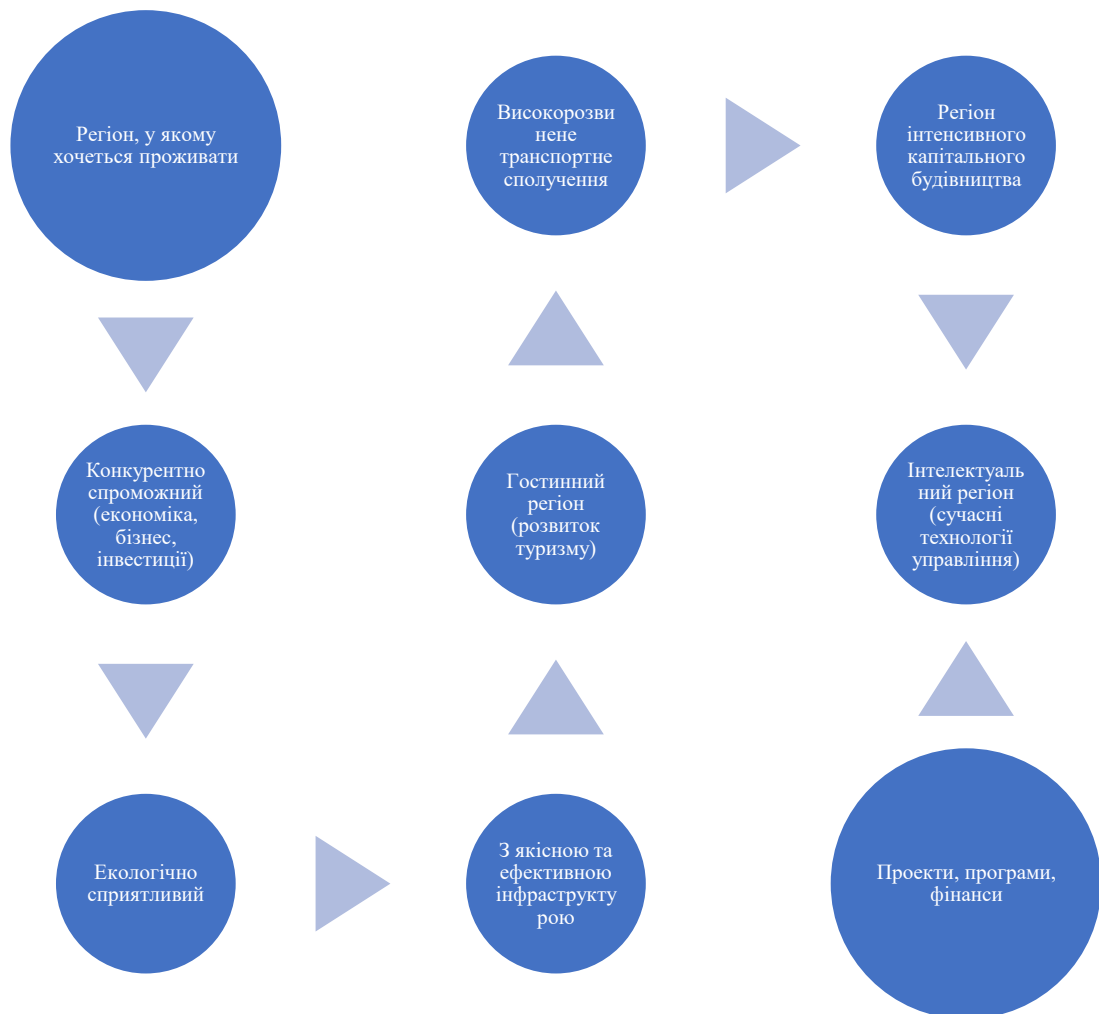 Регіон, у якому
хочеться проживати
Конкурентно
спроможний
(економіка,
бізнес,
інвестиції)
Екологічно
сприятливий
З якісною та
ефективною
інфраструкту
рою
Гостинний
регіон
(розвиток
туризму)
Високорозви
нене
транспортне
сполучення
Регіон
інтенсивного
капітального
будівництва
Інтелектуаль
ний регіон
(сучасні
технології
управління)
Проекти, програми,
фінанси